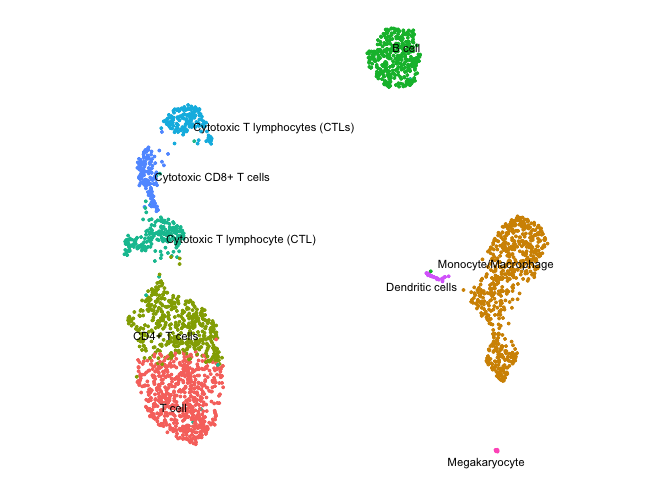 B cell
Cytotoxic T lymphocytes (CTLs)
Cytotoxic CD8+ T cells
Cytotoxic T lymphocyte (CTL)
Monocyte/Macrophage
Dendritic cells
CD4+ T cells
T cell
Megakaryocyte